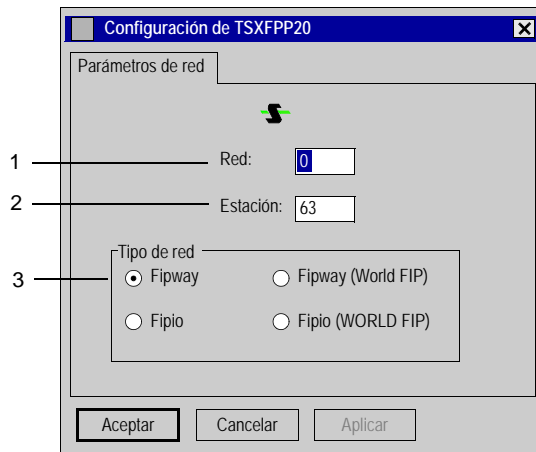 Configuración de TSXFPP20
Parámetros de red
1
Red: 0
2
Estación: 63
Tipo de red
3
Fipway
Fipway (World FIP)
Fipio
Fipio (WORLD FIP)
Aceptar
Cancelar
Aplicar